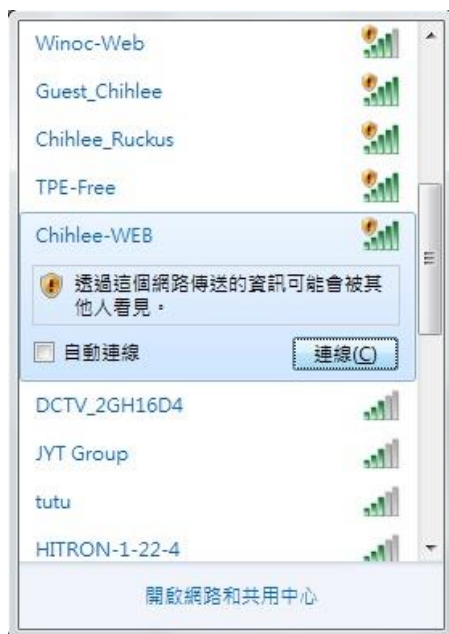 Winoc-Web
Guest_Chihlee
Chihlee_Ruckus
TPE-Free
Chihlee-WEB
透過這個網路傳送的資訊可能會被其
他人看見。
自動連線
連線(C)
DCTV_2GH16D4
JYT Group
tutu
HITRON-1-22-4
開啟網路和共用中心